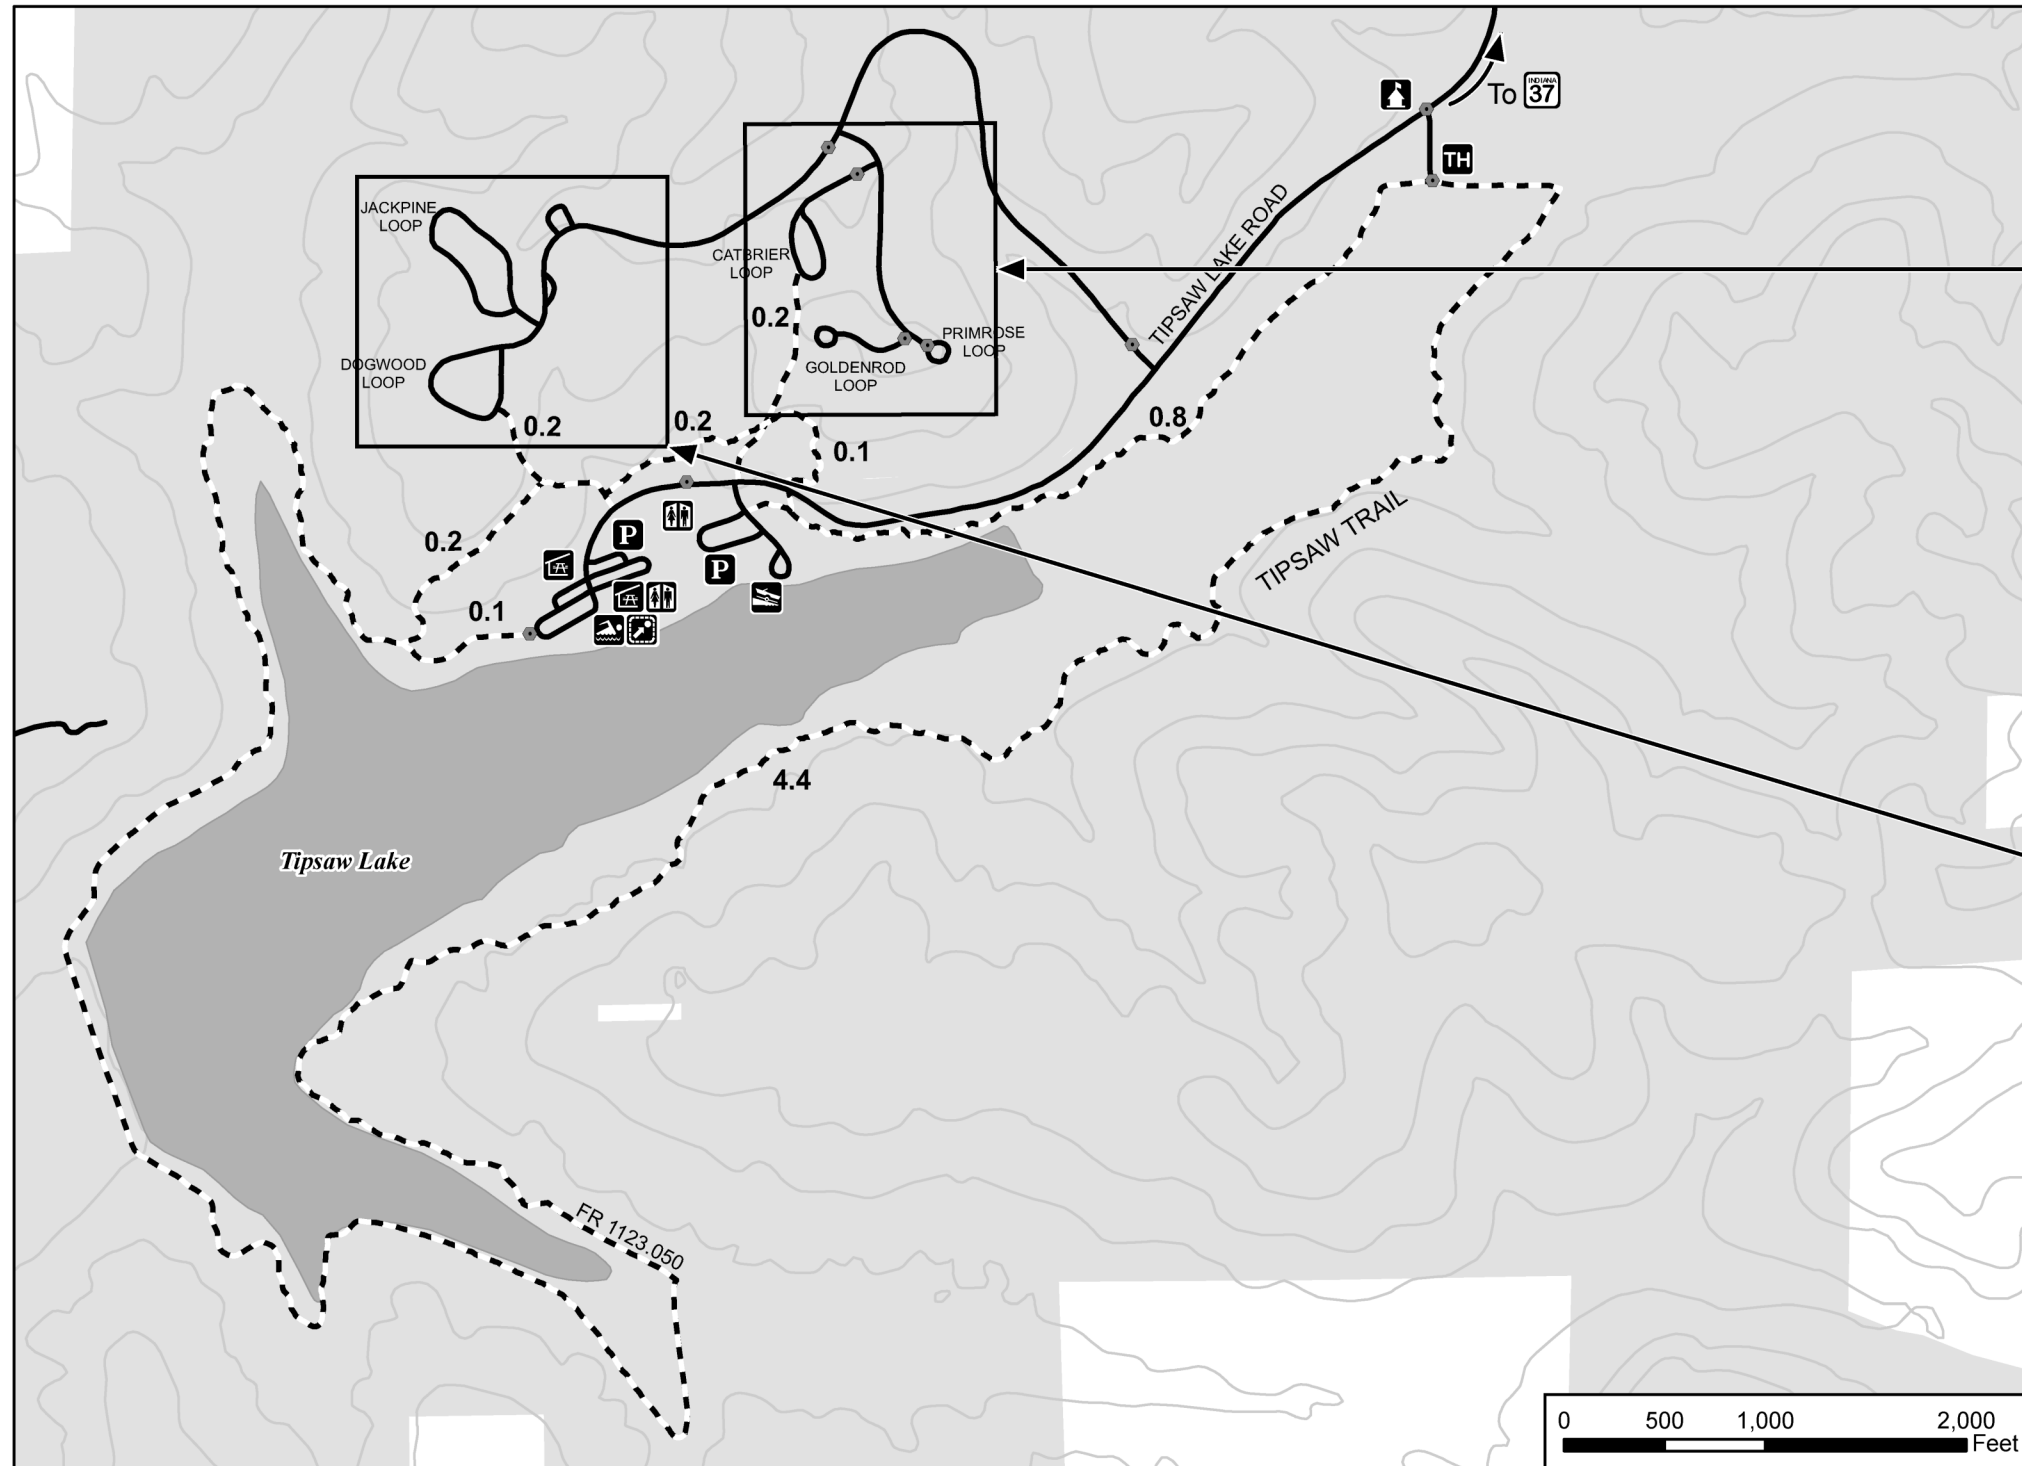 INDIANA
To 37
TH
JACKPINE
LOOP
TIPSAW LAKE ROAD
CATBRIER
LOOP
0.2
PRIMROSE
LOOP
GOLDENROD
LOOP
DOGWOOD
LOOP
0.2
0.2
0.8
0.1
P
0.2
P
TIPSAW TRAIL
0.1
4.4
Tipsaw Lake
FR 1123.050
0 500 1,000 2,000
Feet